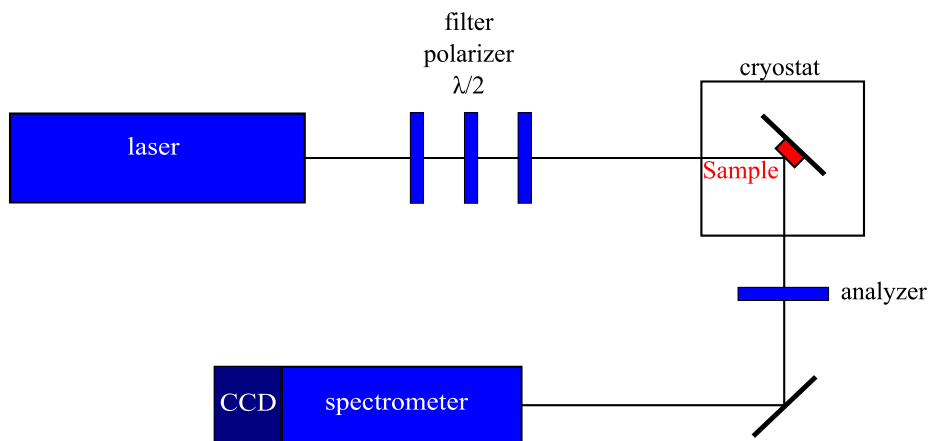 filter
polarizer
λ/2
cryostat
laser
Sample
analyzer
CCD
spectrometer